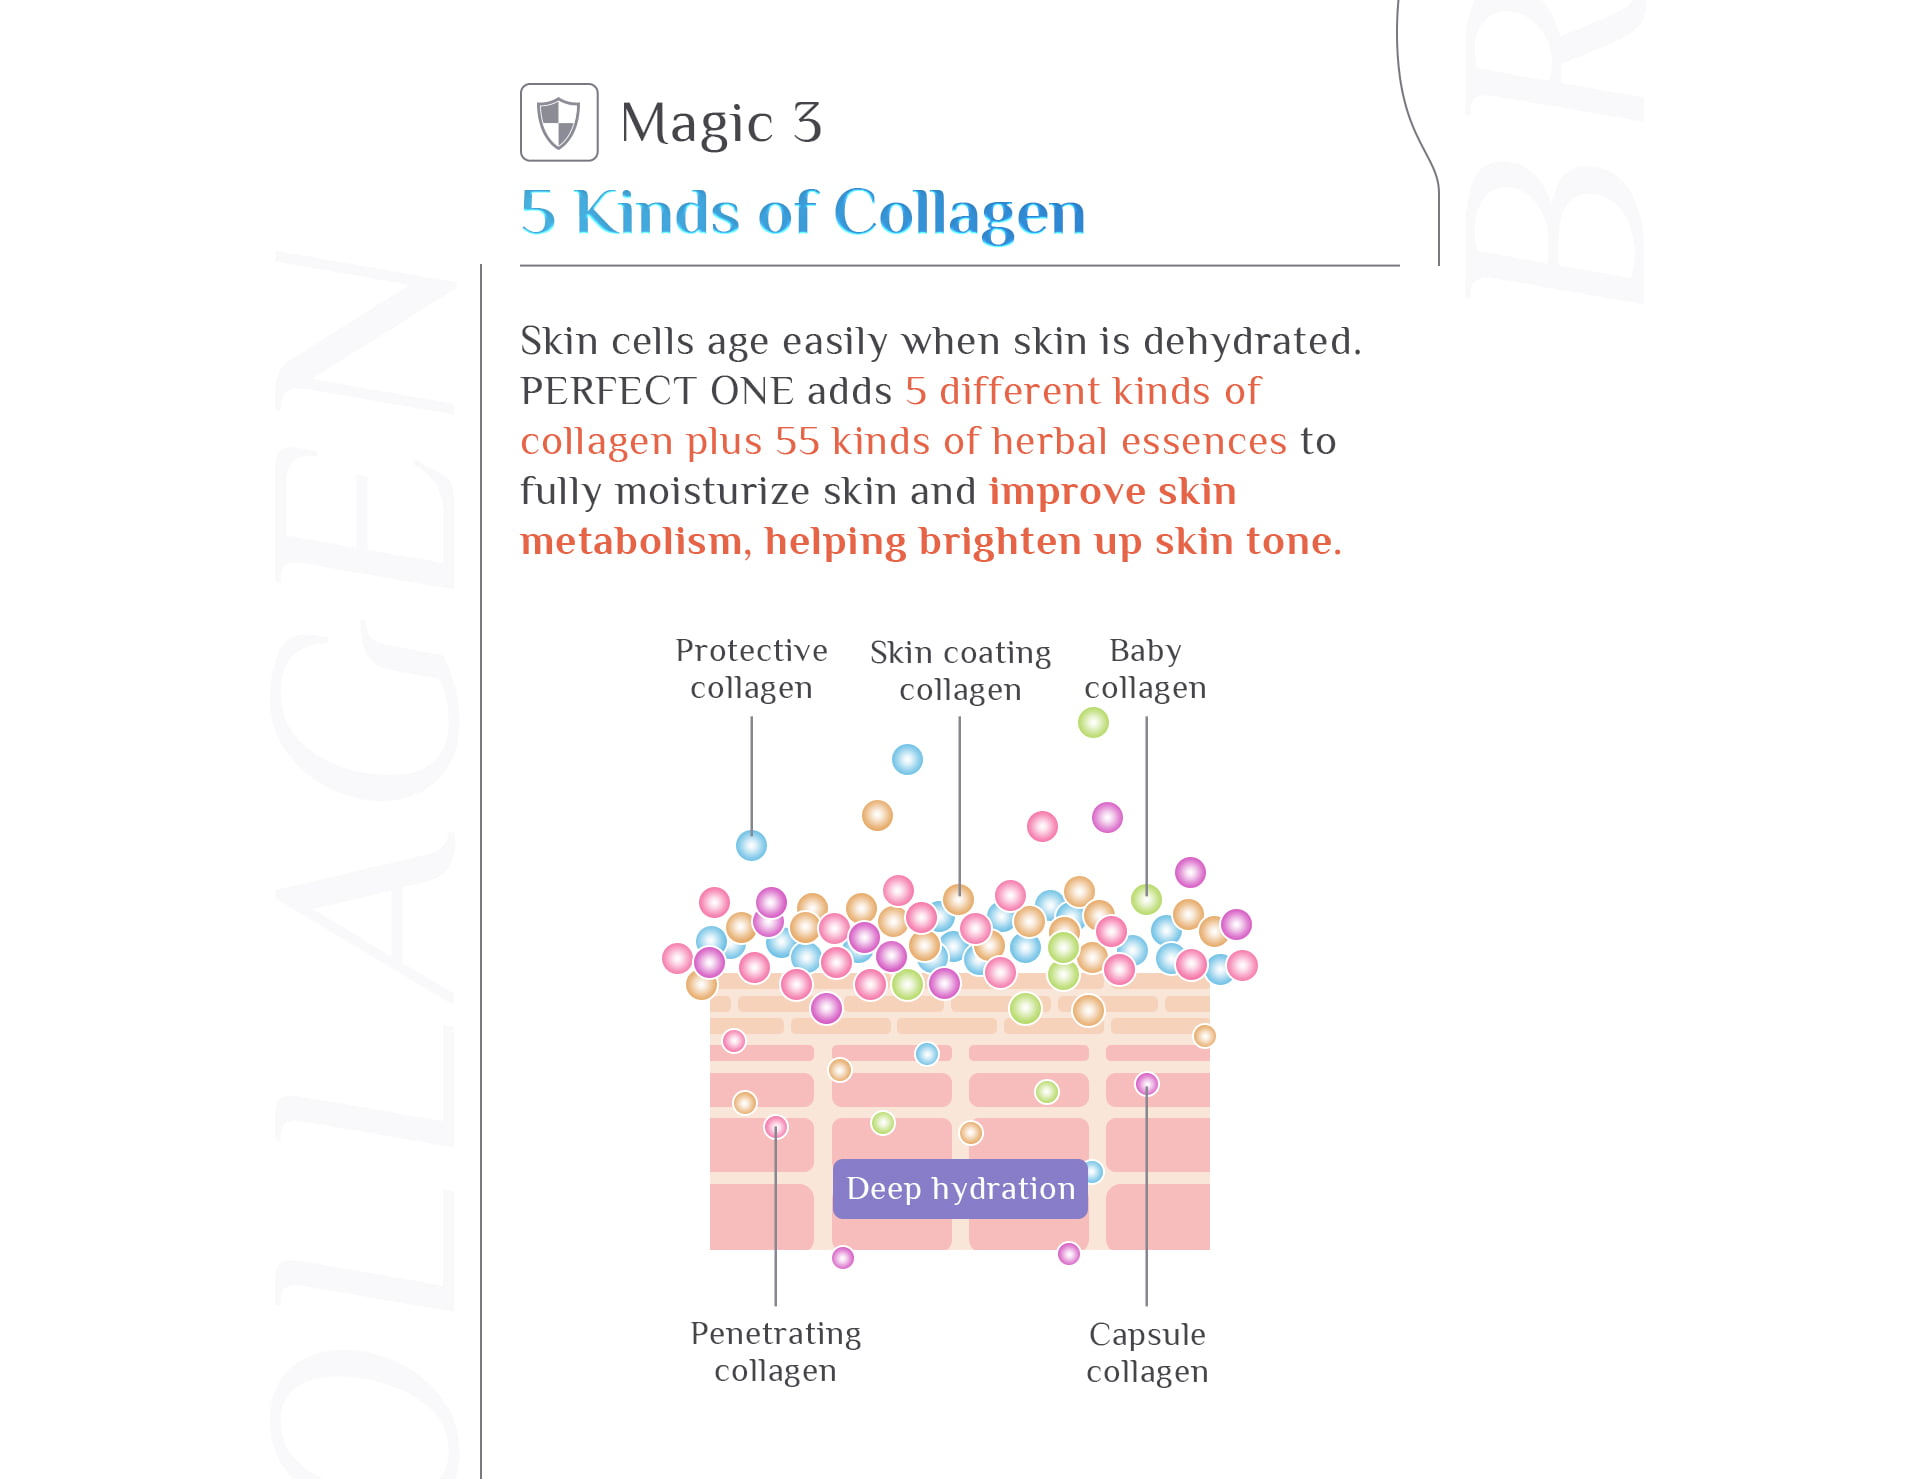 Magic 3
5 Kinds of Collagen
Skin cells age easily when skin is dehydrated.
PERFECT ONE adds 5 different kinds of
collagen plus 55 kinds of herbal essences to
fully moisturize skin and improve skin
metabolism, helping brighten up skin tone.
Protective
collagen
Skin coating
collagen
Baby
collagen
Deep hydration
Penetrating
collagen
Capsule
collagen
OLLAGEN
BR